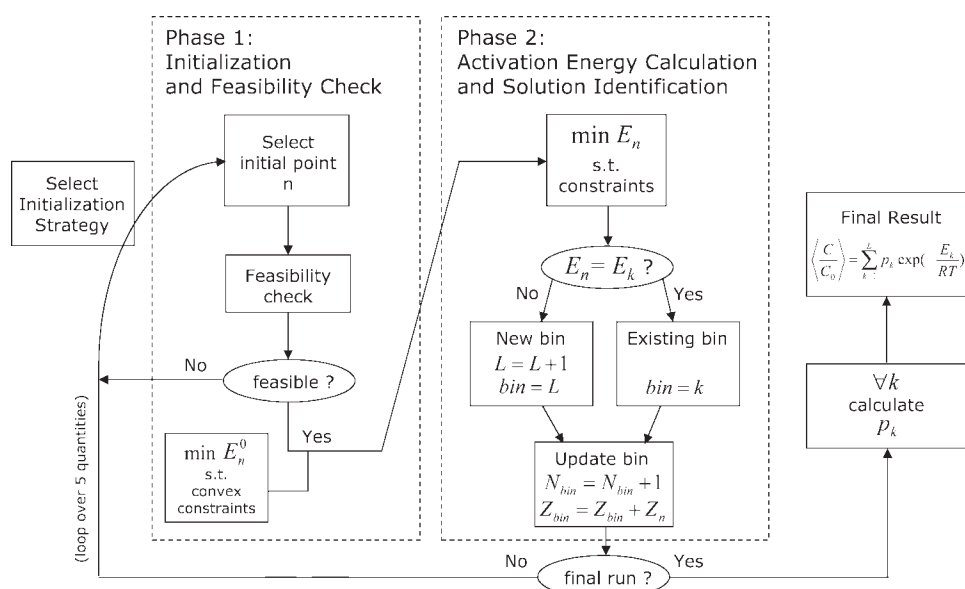 Phase 1:
Initialization
and Feasibility Check
Phase 2:
Activation Energy Calculation
and Solution Identification
Select
Initialization
Strategy
Select
initial point
n
Feasibility
check
No
feasible ?
Yes
min E_n^0
s.t.
convex
constraints
(loop over 5 quantities)
min E_n
s.t.
constraints
E_n = E_k ?
No
Yes
New bin
L = L + 1
bin = L
Existing bin
bin = k
Update bin
N_bin = N_bin + 1
Z_bin = Z_bin + Z_n
No
final run ?
Yes
∀k
calculate
p_k
Final Result
⟨C/C_0⟩ = ∑_k^L p_k exp( E_k/RT)